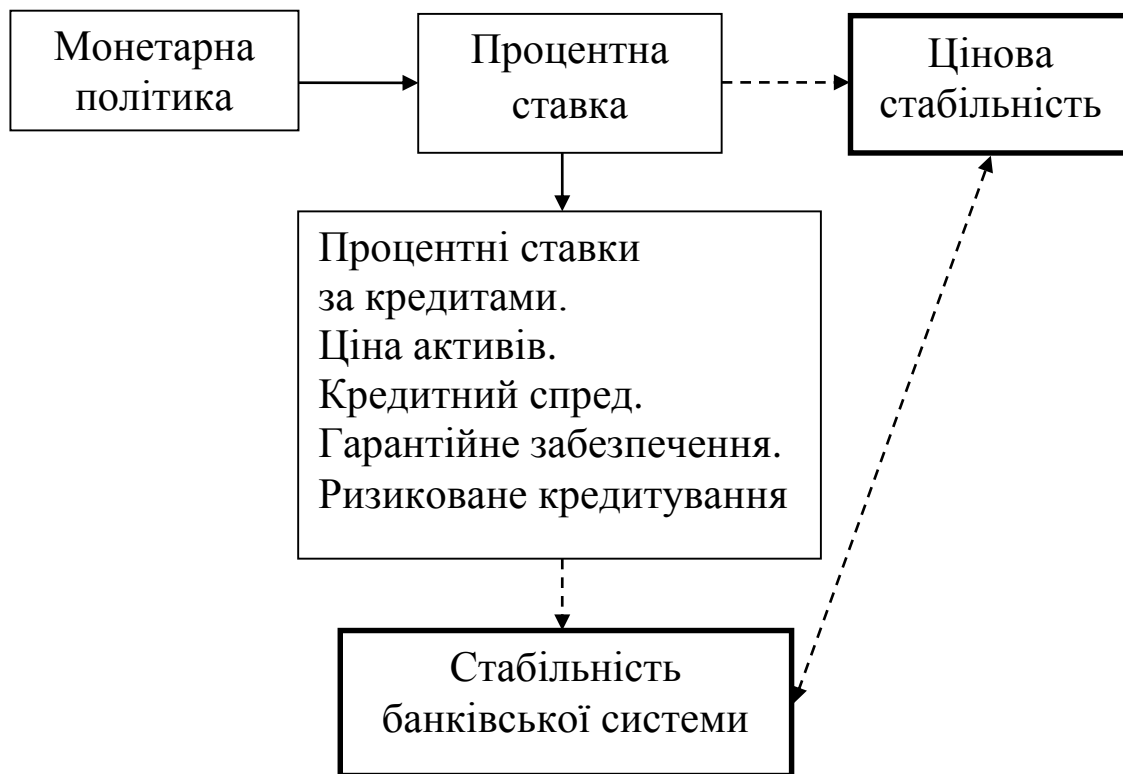 Монетарна
політика
Процентна
ставка
Цінова
стабільність
Процентні ставки
за кредитами.
Ціна активів.
Кредитний спред.
Гарантійне забезпечення.
Ризиковане кредитування
Стабільність
банківської системи